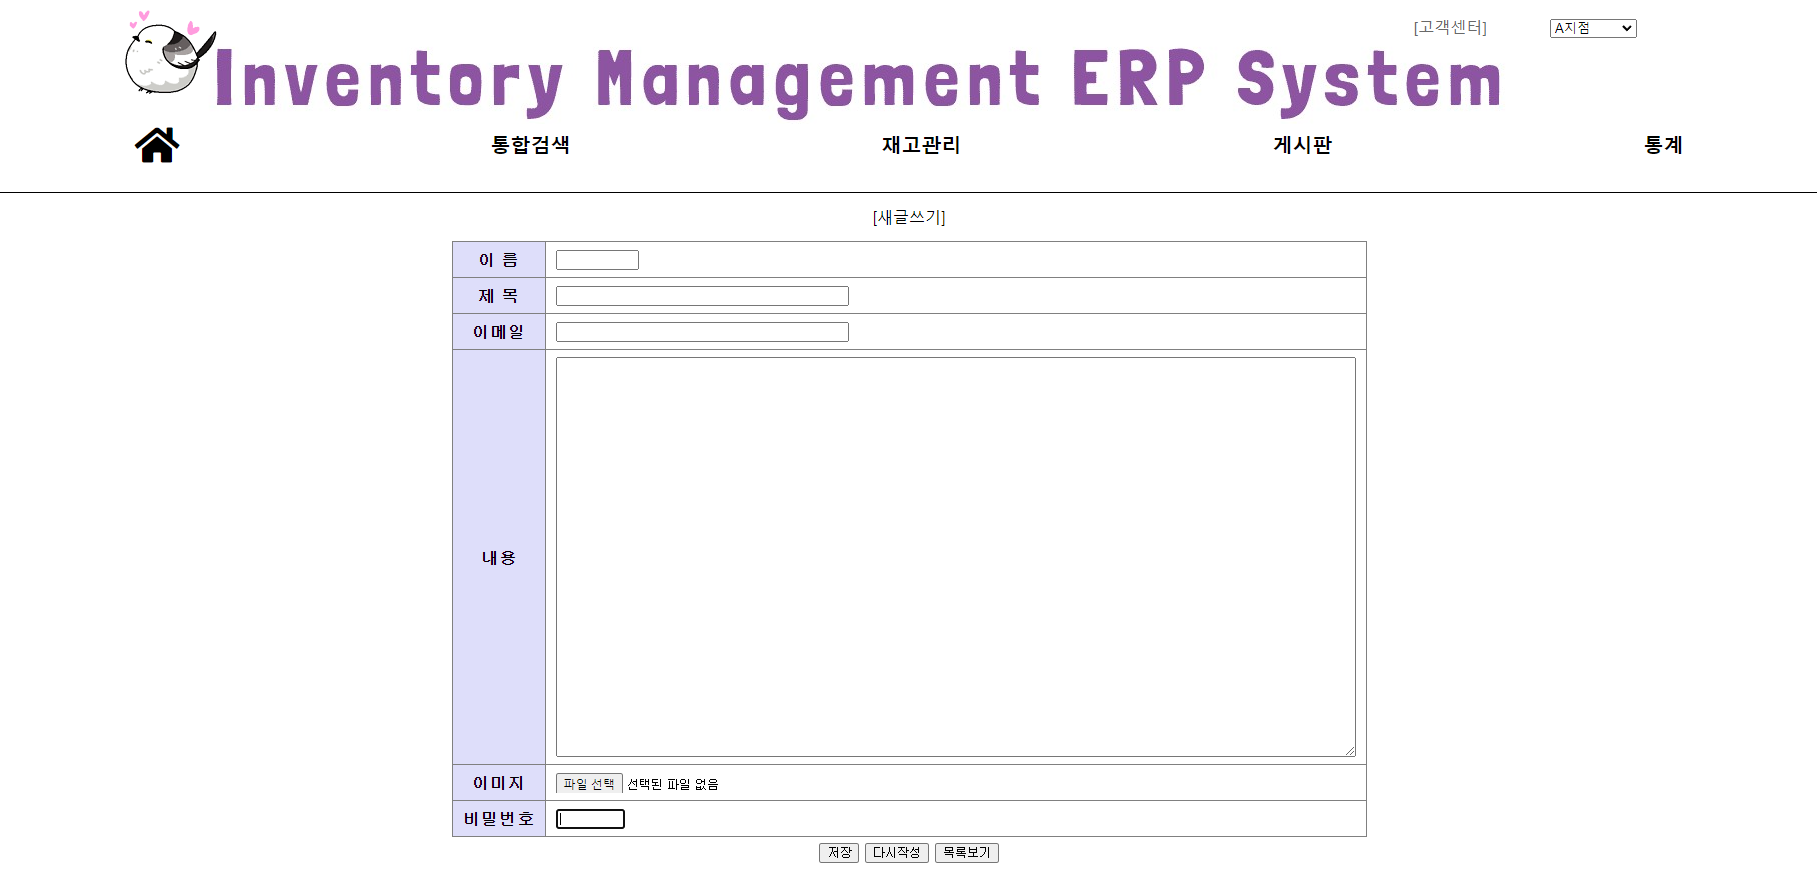 [고객센터] A지점
Inventory Management ERP System
통합검색 재고관리 게시판 통계
[새글쓰기]
이 름
제 목
이메일
내용
이미지 파일 선택 선택된 파일 없음
비밀번호
저장 다시작성 목록보기